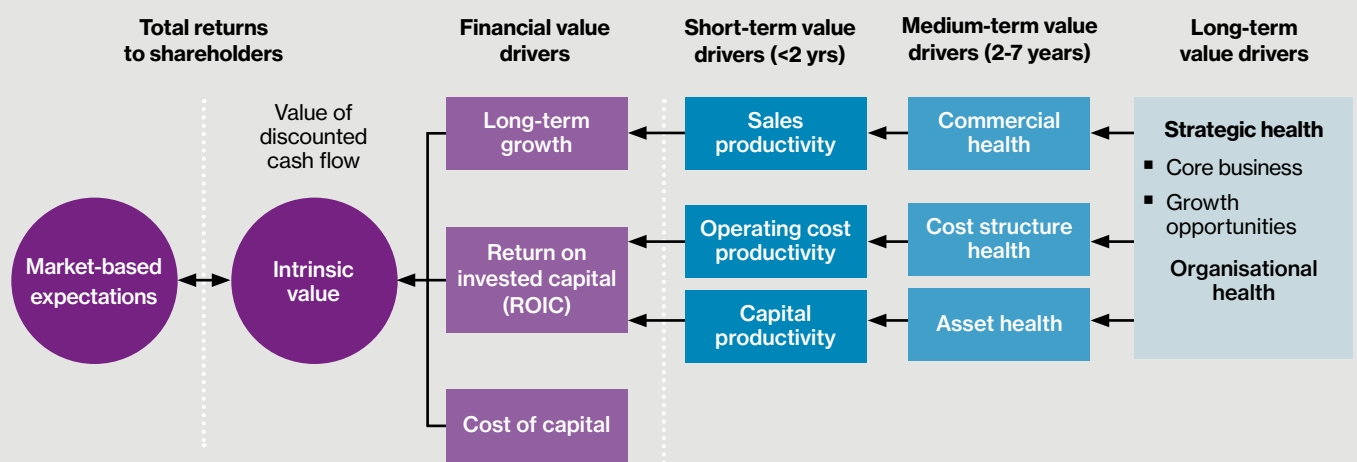 Total returns
to shareholders
Financial value
drivers
Short-term value
drivers (<2 yrs)
Medium-term value
drivers (2-7 years)
Long-term
value drivers
Value of
discounted
cash flow
Market-based
expectations
Intrinsic
value
Long-term
growth
Return on
invested capital
(ROIC)
Cost of capital
Sales
productivity
Operating cost
productivity
Capital
productivity
Commercial
health
Cost structure
health
Asset health
Strategic health
▪ Core business
▪ Growth
opportunities
Organisational
health